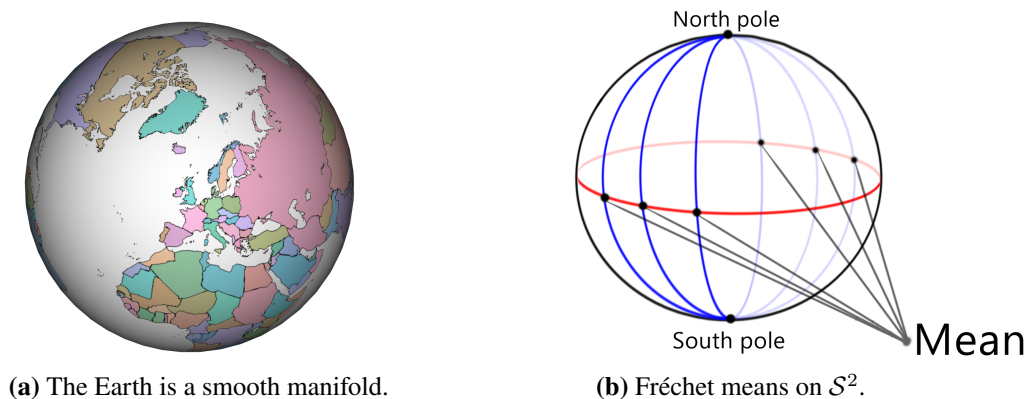 North pole
South pole
Mean
(a) The Earth is a smooth manifold.
(b) Fréchet means on 𝒮².